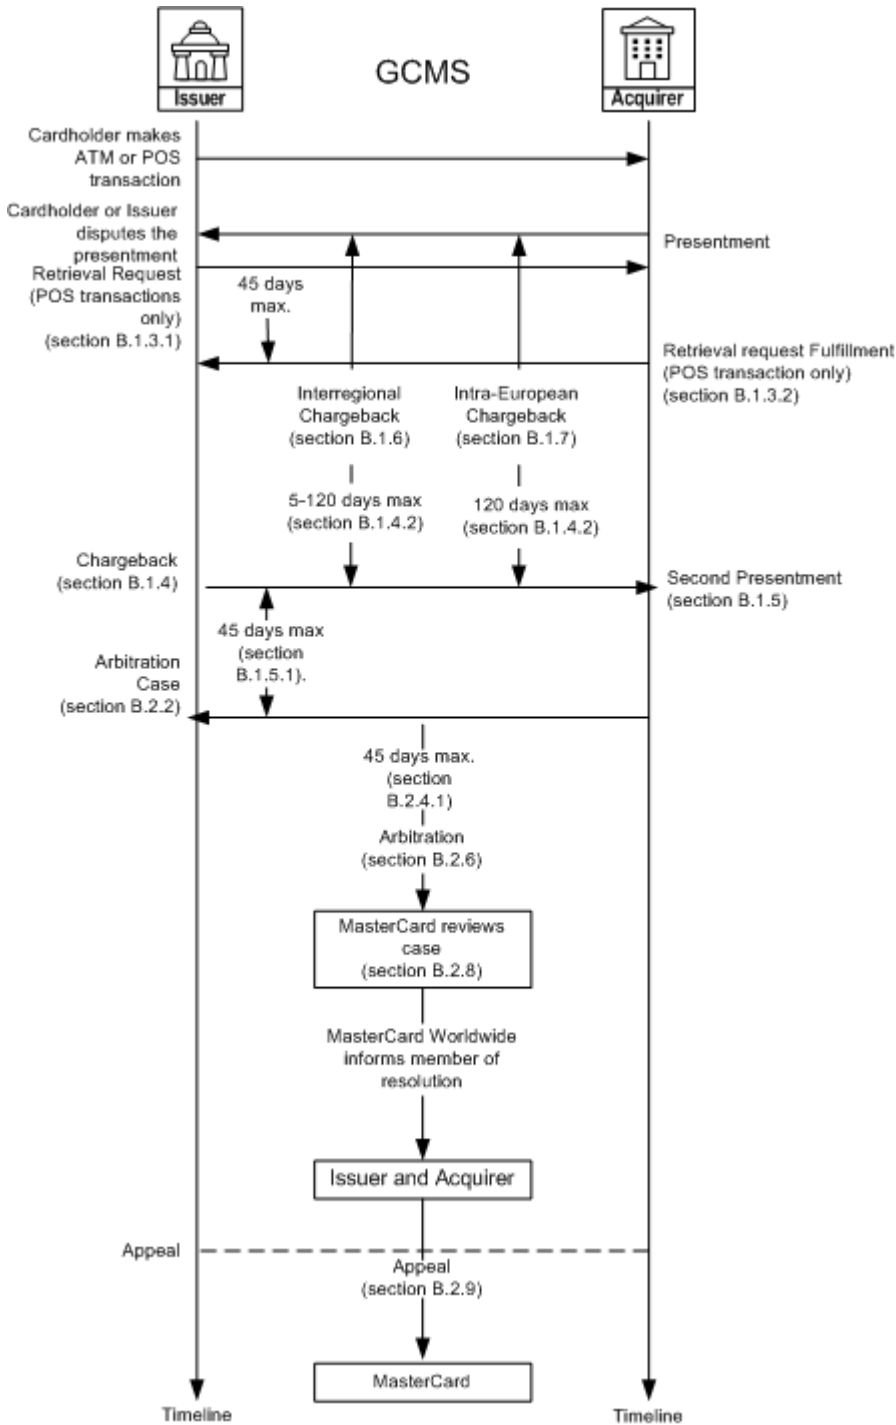 GCMS
Issuer
Acquirer
Cardholder makes
ATM or POS
transaction
Cardholder or Issuer
disputes the
presentment
Presentment
Retrieval Request
(POS transactions
only)
(section B.1.3.1)
45 days
max.
Retrieval request Fulfillment
(POS transaction only)
(section B.1.3.2)
Interregional
Chargeback
(section B.1.6)
Intra-European
Chargeback
(section B.1.7)
5-120 days max
(section B.1.4.2)
120 days max
(section B.1.4.2)
Chargeback
(section B.1.4)
Second Presentment
(section B.1.5)
45 days max
(section
B.1.5.1).
Arbitration
Case
(section B.2.2)
45 days max.
(section
B.2.4.1)
Arbitration
(section B.2.6)
MasterCard reviews
case
(section B.2.8)
MasterCard Worldwide
informs member of
resolution
Issuer and Acquirer
Appeal
Appeal
(section B.2.9)
MasterCard
Timeline
Timeline